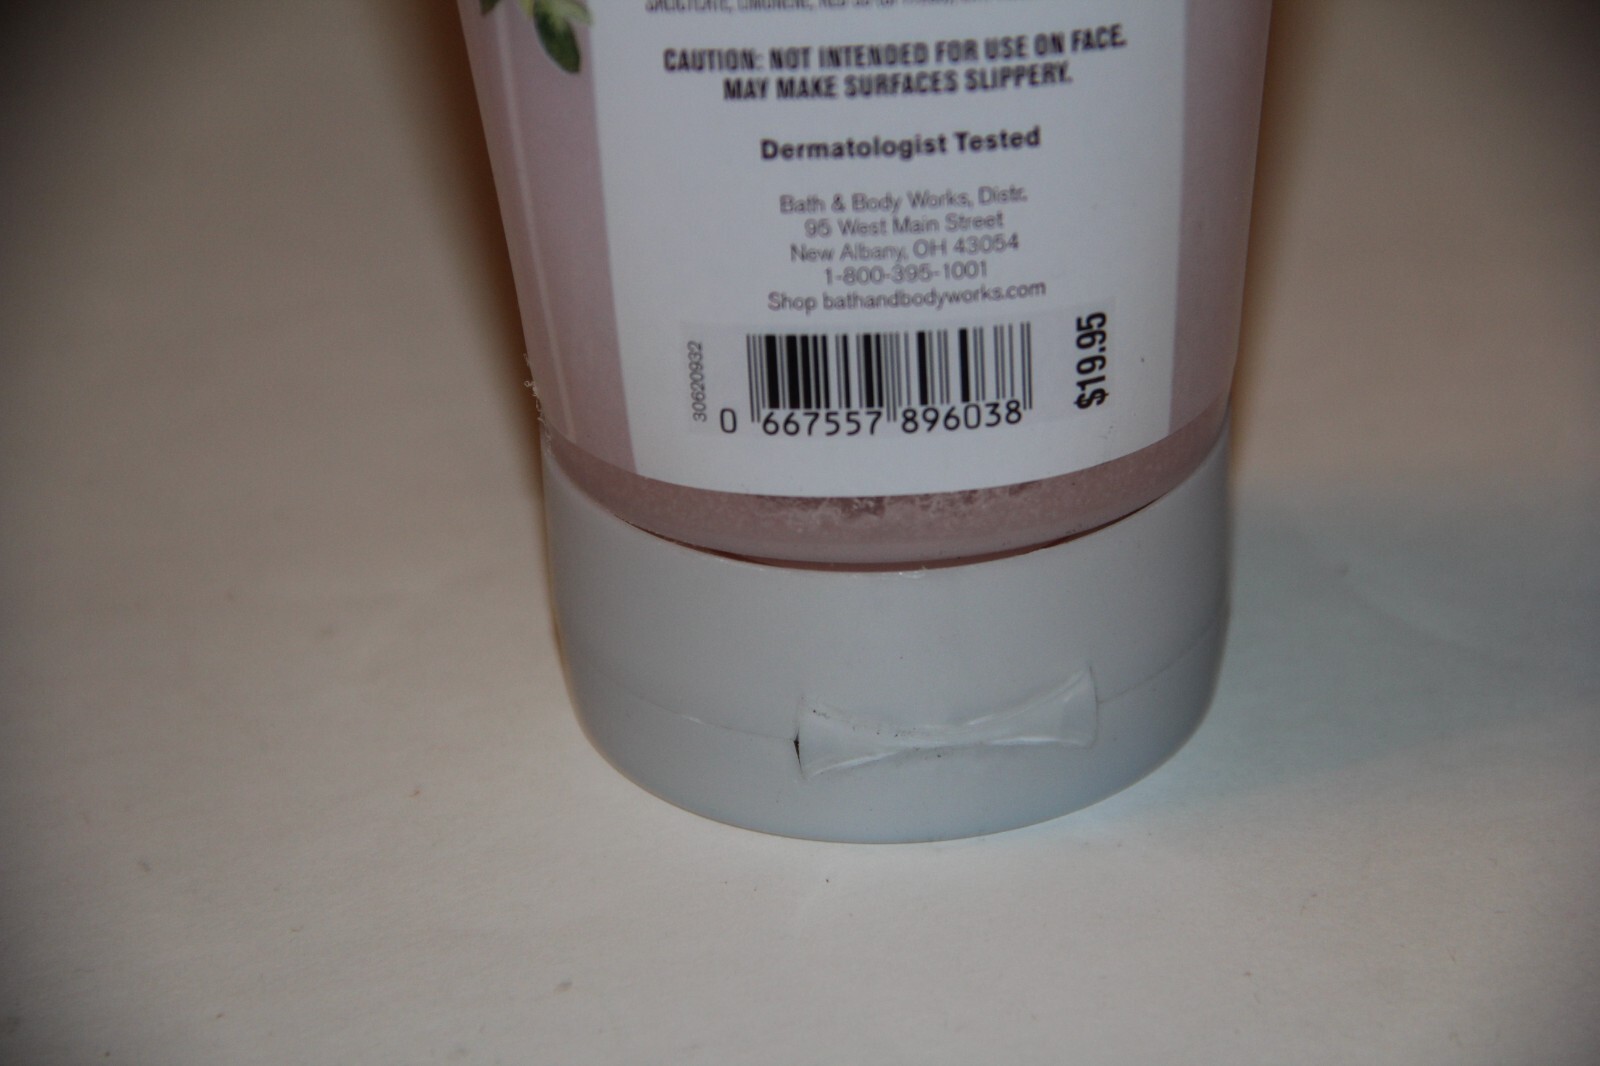 CAUTION: NOT INTENDED FOR USE ON FACE.
MAY MAKE SURFACES SLIPPERY.
Dermatologist Tested
Bath & Body Works, Distr.
95 West Main Street
New Albany, OH 43054
1-800-395-1001
Shop bathandbodyworks.com
30620932
$19.95
0 667557 896038